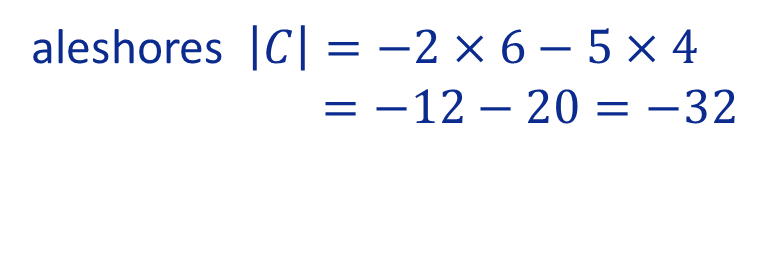 aleshores |C| = −2 × 6 − 5 × 4
= −12 − 20 = −32